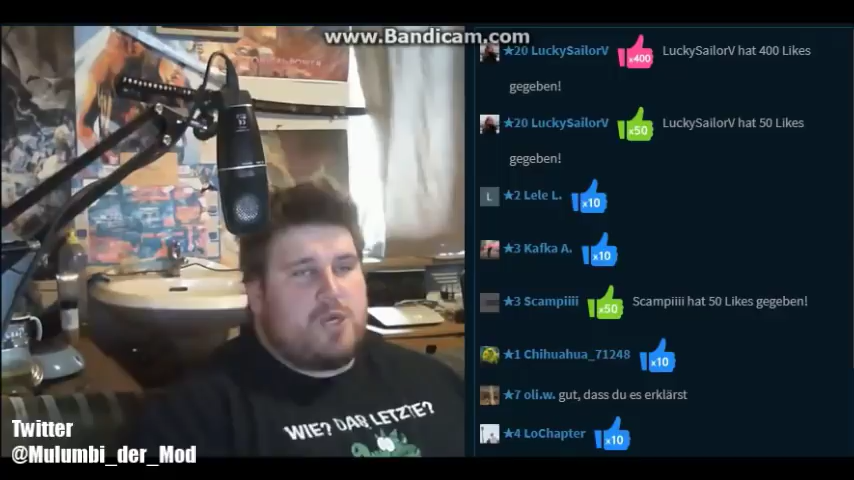 www.Bandicam.com
★20 LuckySailorV x400 LuckySailorV hat 400 Likes
gegeben!
★20 LuckySailorV x50 LuckySailorV hat 50 Likes
gegeben!
L ★2 Lele L. x10
★3 Kafka A. x10
★3 Scampiiii x50 Scampiiii hat 50 Likes gegeben!
★1 Chihuahua_71248 x10
★7 oli.w. gut, dass du es erklärst
★4 LoChapter x10
WIE? DAS LETZTE?
Twitter
@Mulumbi_der_Mod